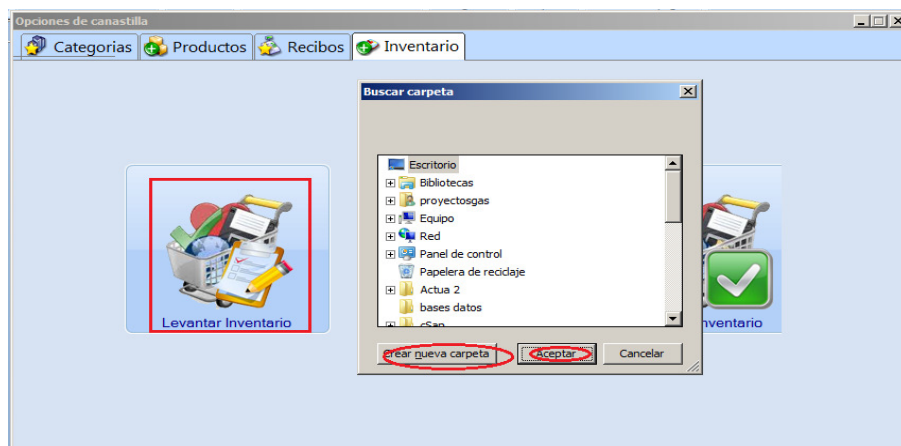 Opciones de canastilla
Categorias Productos Recibos Inventario
Buscar carpeta
Escritorio
Bibliotecas
proyectosgas
Equipo
Red
Panel de control
Papelera de reciclaje
Actua 2
bases datos
cSan
Levantar Inventario
nventario
Crear nueva carpeta Aceptar Cancelar